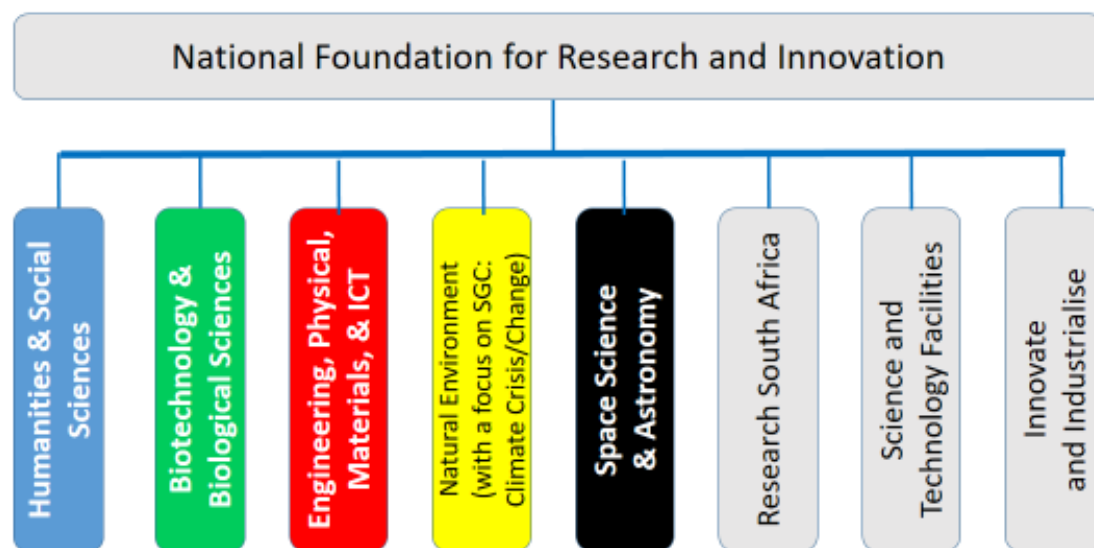 National Foundation for Research and Innovation
Humanities & Social
Sciences
Biotechnology &
Biological Sciences
Engineering, Physical,
Materials, & ICT
Natural Environment
(with a focus on SGC:
Climate Crisis/Change)
Space Science
& Astronomy
Research South Africa
Science and
Technology Facilities
Innovate
and Industrialise